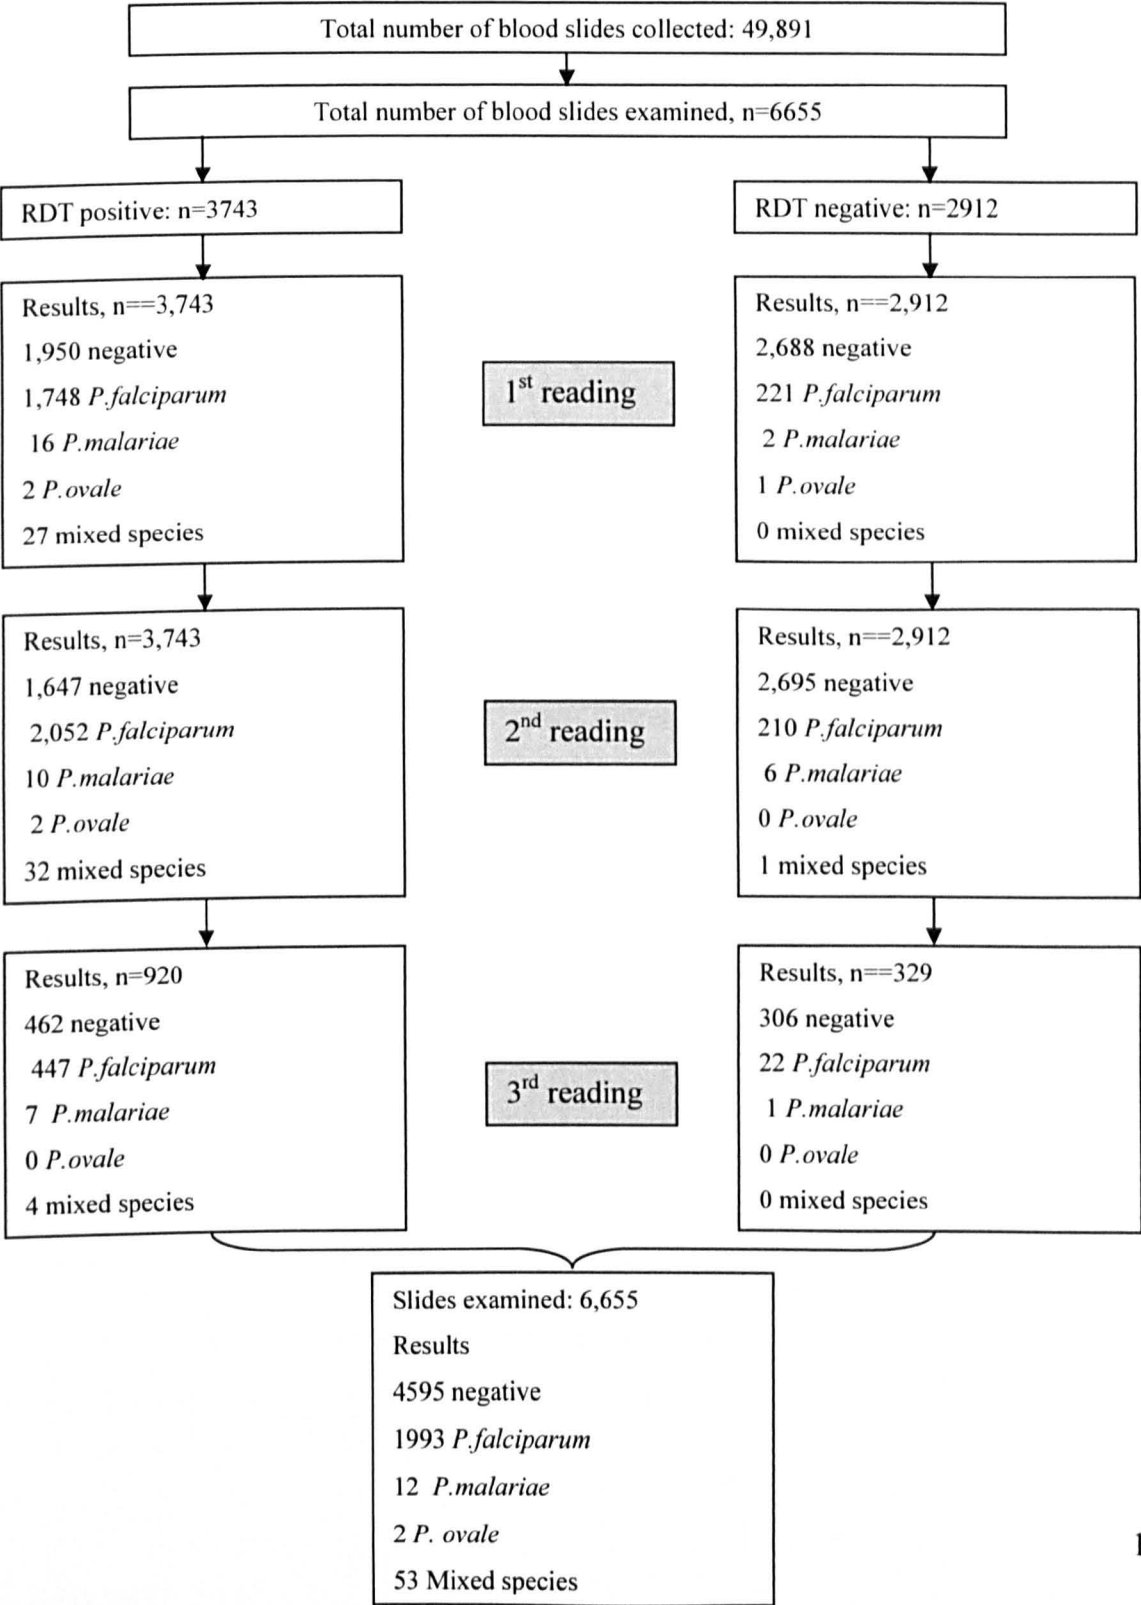 Total number of blood slides collected: 49,891
Total number of blood slides examined, n=6655
RDT positive: n=3743
RDT negative: n=2912
Results, n==3,743
1,950 negative
1,748 P.falciparum
16 P.malariae
2 P.ovale
27 mixed species
1st reading
Results, n==2,912
2,688 negative
221 P.falciparum
2 P.malariae
1 P.ovale
0 mixed species
Results, n=3,743
1,647 negative
2,052 P.falciparum
10 P.malariae
2 P.ovale
32 mixed species
2nd reading
Results, n==2,912
2,695 negative
210 P.falciparum
6 P.malariae
0 P.ovale
1 mixed species
Results, n=920
462 negative
447 P.falciparum
7 P.malariae
0 P.ovale
4 mixed species
3rd reading
Results, n==329
306 negative
22 P.falciparum
1 P.malariae
0 P.ovale
0 mixed species
Slides examined: 6,655
Results
4595 negative
1993 P.falciparum
12 P.malariae
2 P. ovale
53 Mixed species